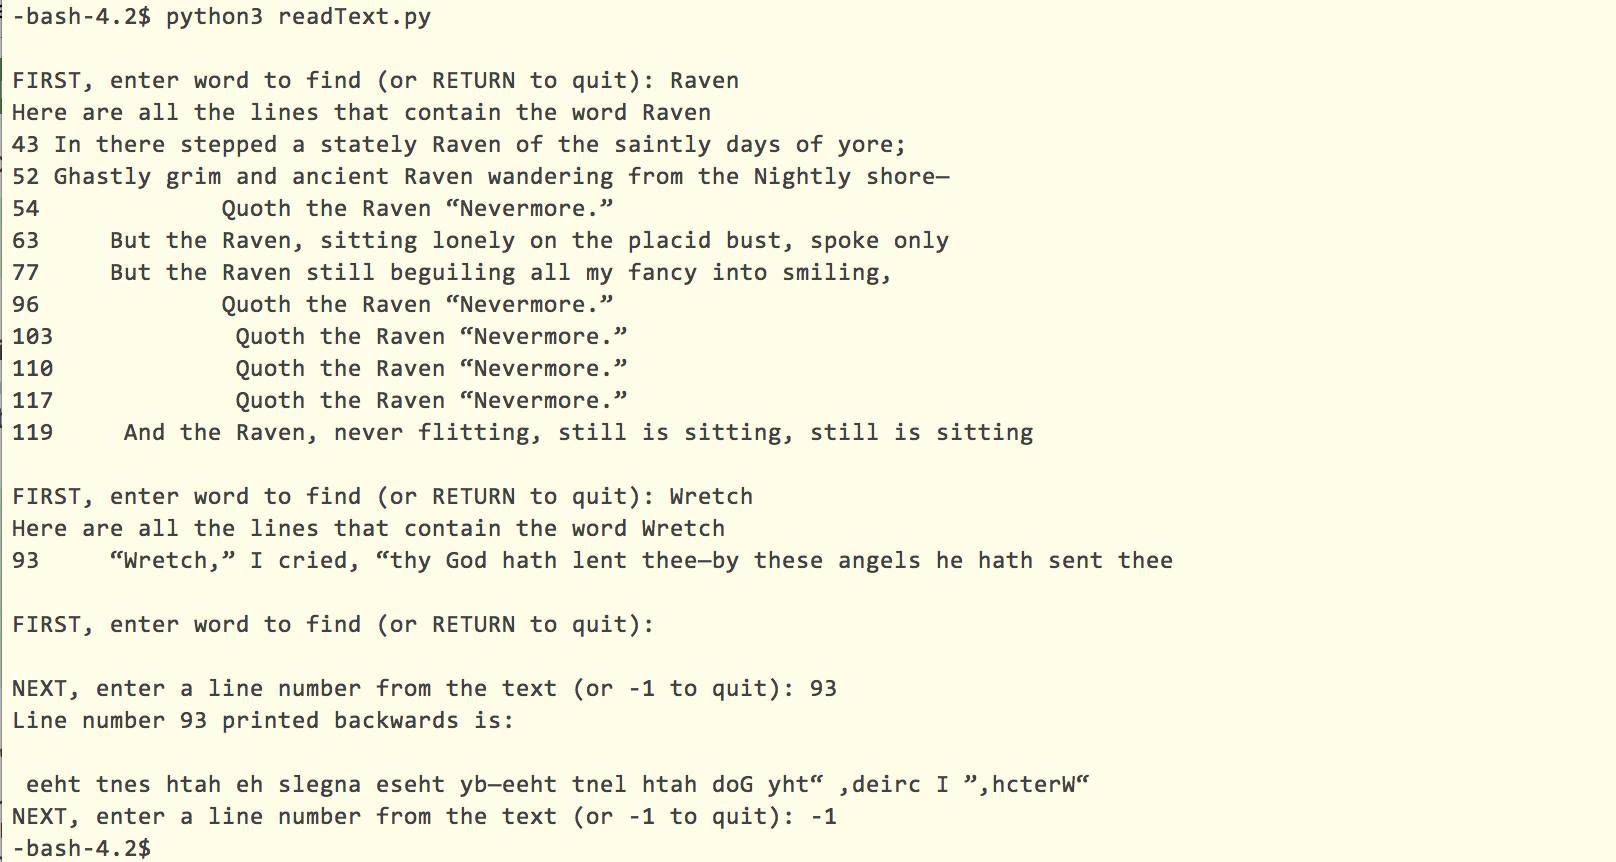 -bash-4.2$ python3 readText.py

FIRST, enter word to find (or RETURN to quit): Raven
Here are all the lines that contain the word Raven
43 In there stepped a stately Raven of the saintly days of yore;
52 Ghastly grim and ancient Raven wandering from the Nightly shore—
54             Quoth the Raven “Nevermore.”
63     But the Raven, sitting lonely on the placid bust, spoke only
77     But the Raven still beguiling all my fancy into smiling,
96             Quoth the Raven “Nevermore.”
103             Quoth the Raven “Nevermore.”
110             Quoth the Raven “Nevermore.”
117             Quoth the Raven “Nevermore.”
119     And the Raven, never flitting, still is sitting, still is sitting

FIRST, enter word to find (or RETURN to quit): Wretch
Here are all the lines that contain the word Wretch
93     “Wretch,” I cried, “thy God hath lent thee—by these angels he hath sent thee

FIRST, enter word to find (or RETURN to quit):

NEXT, enter a line number from the text (or -1 to quit): 93
Line number 93 printed backwards is:

 eeht tnes htah eh slegna eseht yb—eeht tnel htah doG yht“ ,deirc I ”,hcterW“
NEXT, enter a line number from the text (or -1 to quit): -1
-bash-4.2$